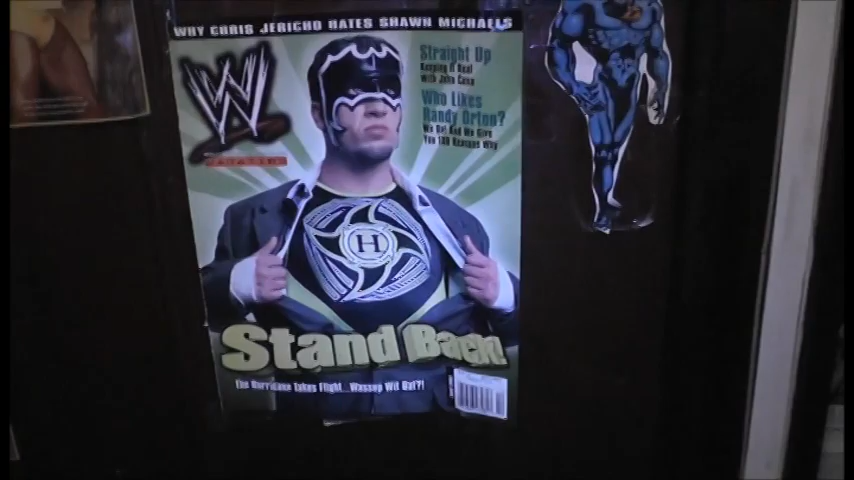 WHY CHRIS JERICHO HATES SHAWN MICHAELS
Straight Up
Keeping it Real
with John Cena
Who Likes
Randy Orton?
We Do! And We Give
You 100 Reasons Why
W
H
Stand Back!
The Hurricane takes Flight...Wassup Wit Dat?!